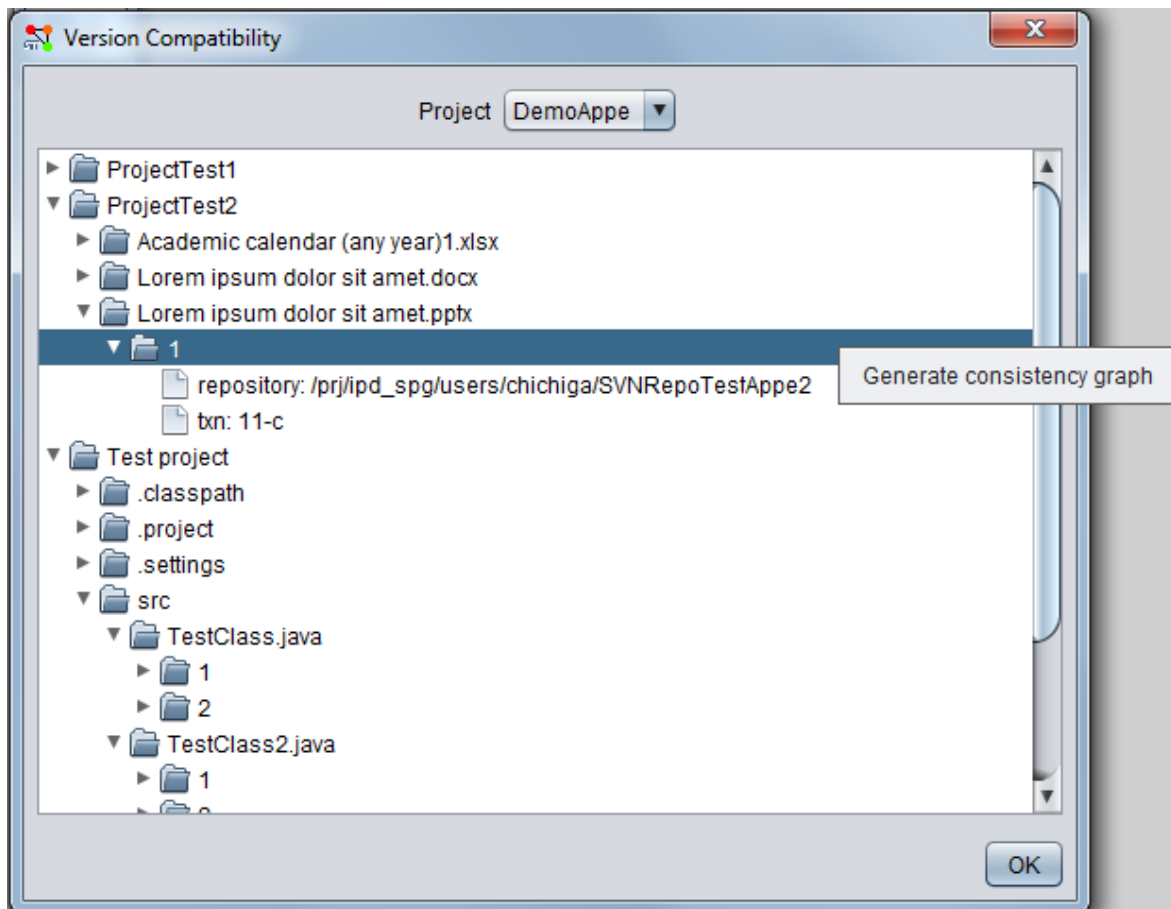 Version Compatibility
Project DemoAppe
ProjectTest1
ProjectTest2
Academic calendar (any year)1.xlsx
Lorem ipsum dolor sit amet.docx
Lorem ipsum dolor sit amet.pptx
1
Generate consistency graph
repository: /prj/ipd_spg/users/chichiga/SVNRepoTestAppe2
txn: 11-c
Test project
.classpath
.project
.settings
src
TestClass.java
1
2
TestClass2.java
1
OK